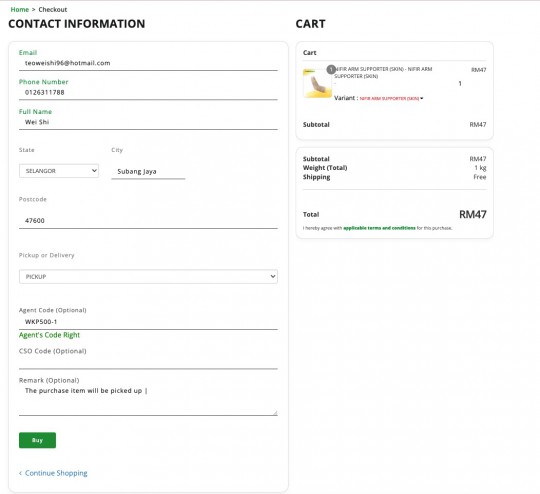 Home > Checkout
CONTACT INFORMATION
Email
teoweishi96@hotmail.com
Phone Number
0126311788
Full Name
Wei Shi
State
City
SELANGOR
Subang Jaya
Postcode
47600
Pickup or Delivery
PICKUP
Agent Code (Optional)
WKP500-1
Agent's Code Right
CSO Code (Optional)
Remark (Optional)
The purchase item will be picked up |
Buy
‹ Continue Shopping
CART
Cart
1
NIFIR ARM SUPPORTER (SKIN) - NIFIR ARM
SUPPORTER (SKIN)
RM47
1
Variant : NIFIR ARM SUPPORTER (SKIN)
Subtotal RM47
Subtotal RM47
Weight (Total) 1 kg
Shipping Free
Total RM47
I hereby agree with applicable terms and conditions for this purchase.